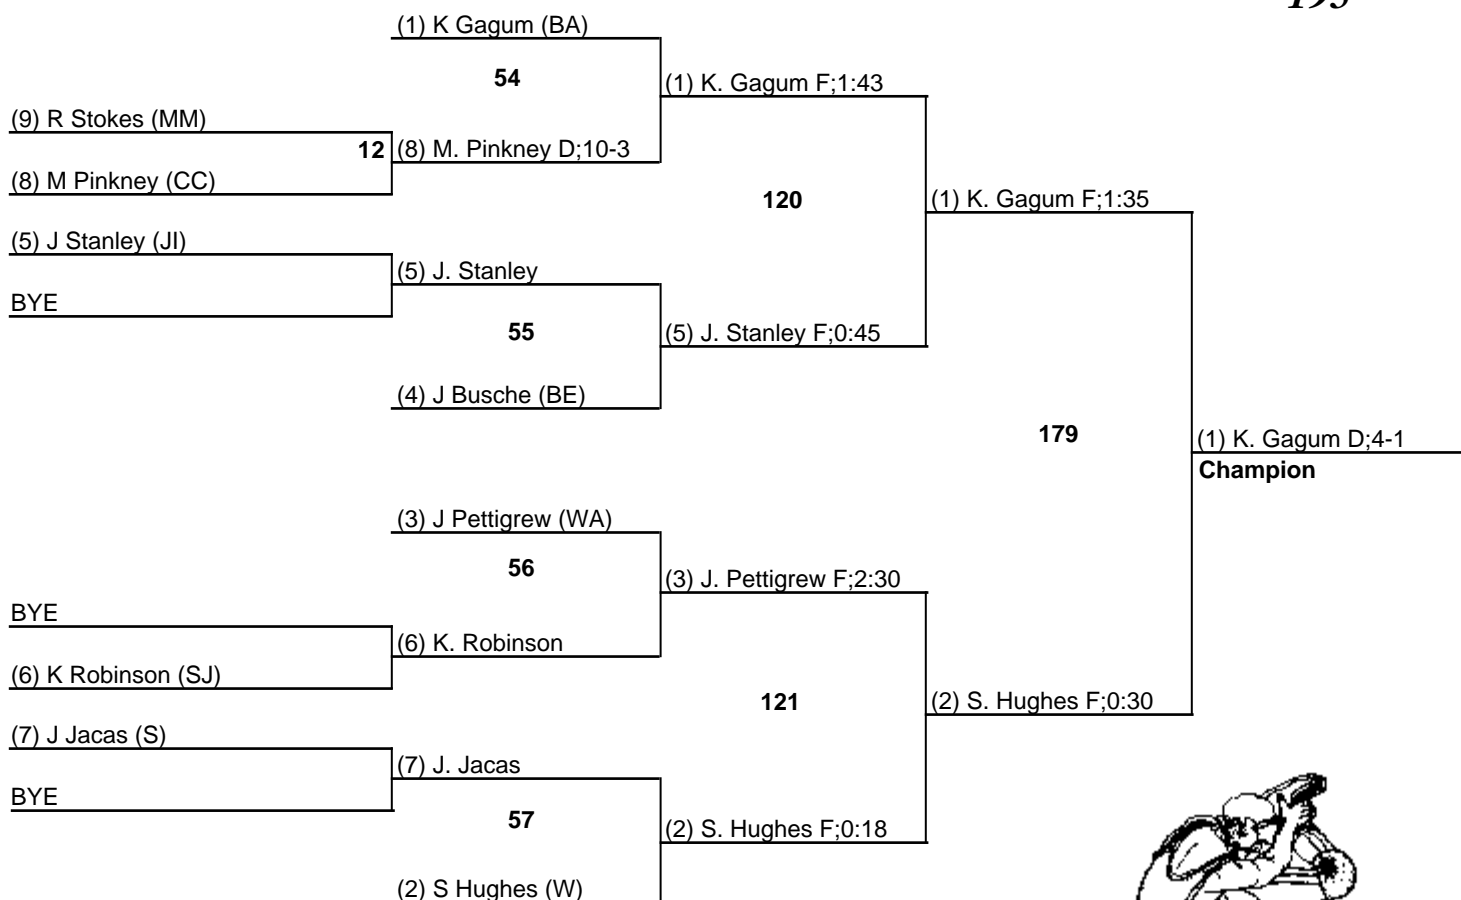 195
(1) K Gagum (BA)
54
(1) K. Gagum F;1:43
(9) R Stokes (MM)
12
(8) M. Pinkney D;10-3
(8) M Pinkney (CC)
120
(1) K. Gagum F;1:35
(5) J Stanley (JI)
(5) J. Stanley
BYE
55
(5) J. Stanley F;0:45
(4) J Busche (BE)
179
(1) K. Gagum D;4-1
Champion
(3) J Pettigrew (WA)
56
(3) J. Pettigrew F;2:30
BYE
(6) K. Robinson
(6) K Robinson (SJ)
121
(2) S. Hughes F;0:30
(7) J Jacas (S)
(7) J. Jacas
BYE
57
(2) S. Hughes F;0:18
(2) S Hughes (W)